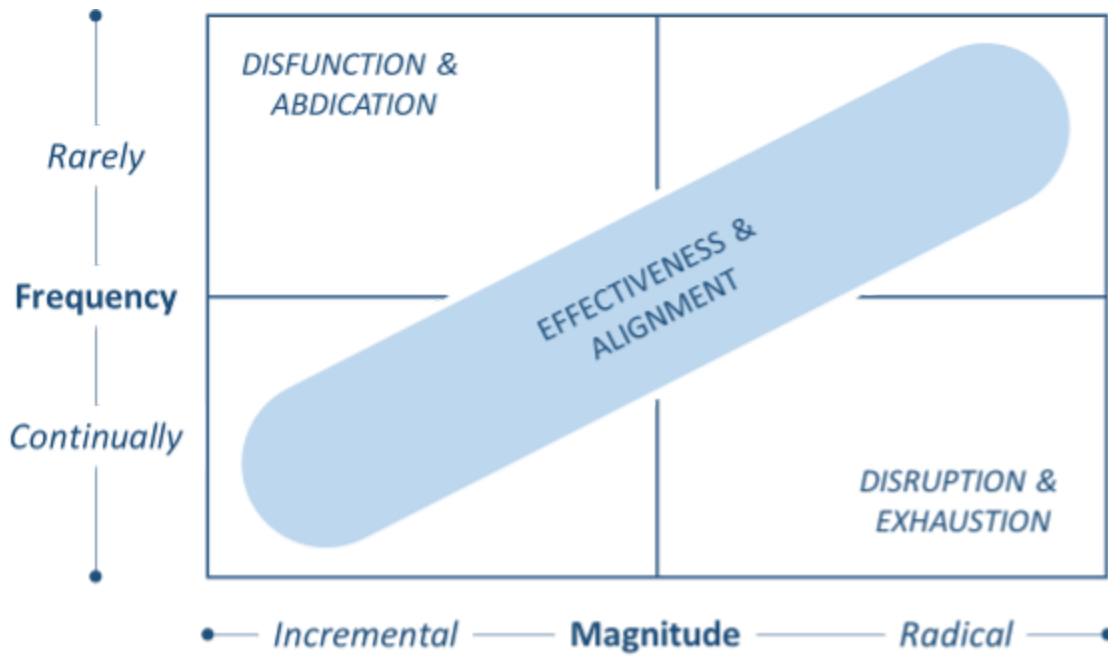 DISFUNCTION &
ABDICATION
Rarely
EFFECTIVENESS &
ALIGNMENT
Frequency
Continually
DISRUPTION &
EXHAUSTION
Incremental Magnitude Radical